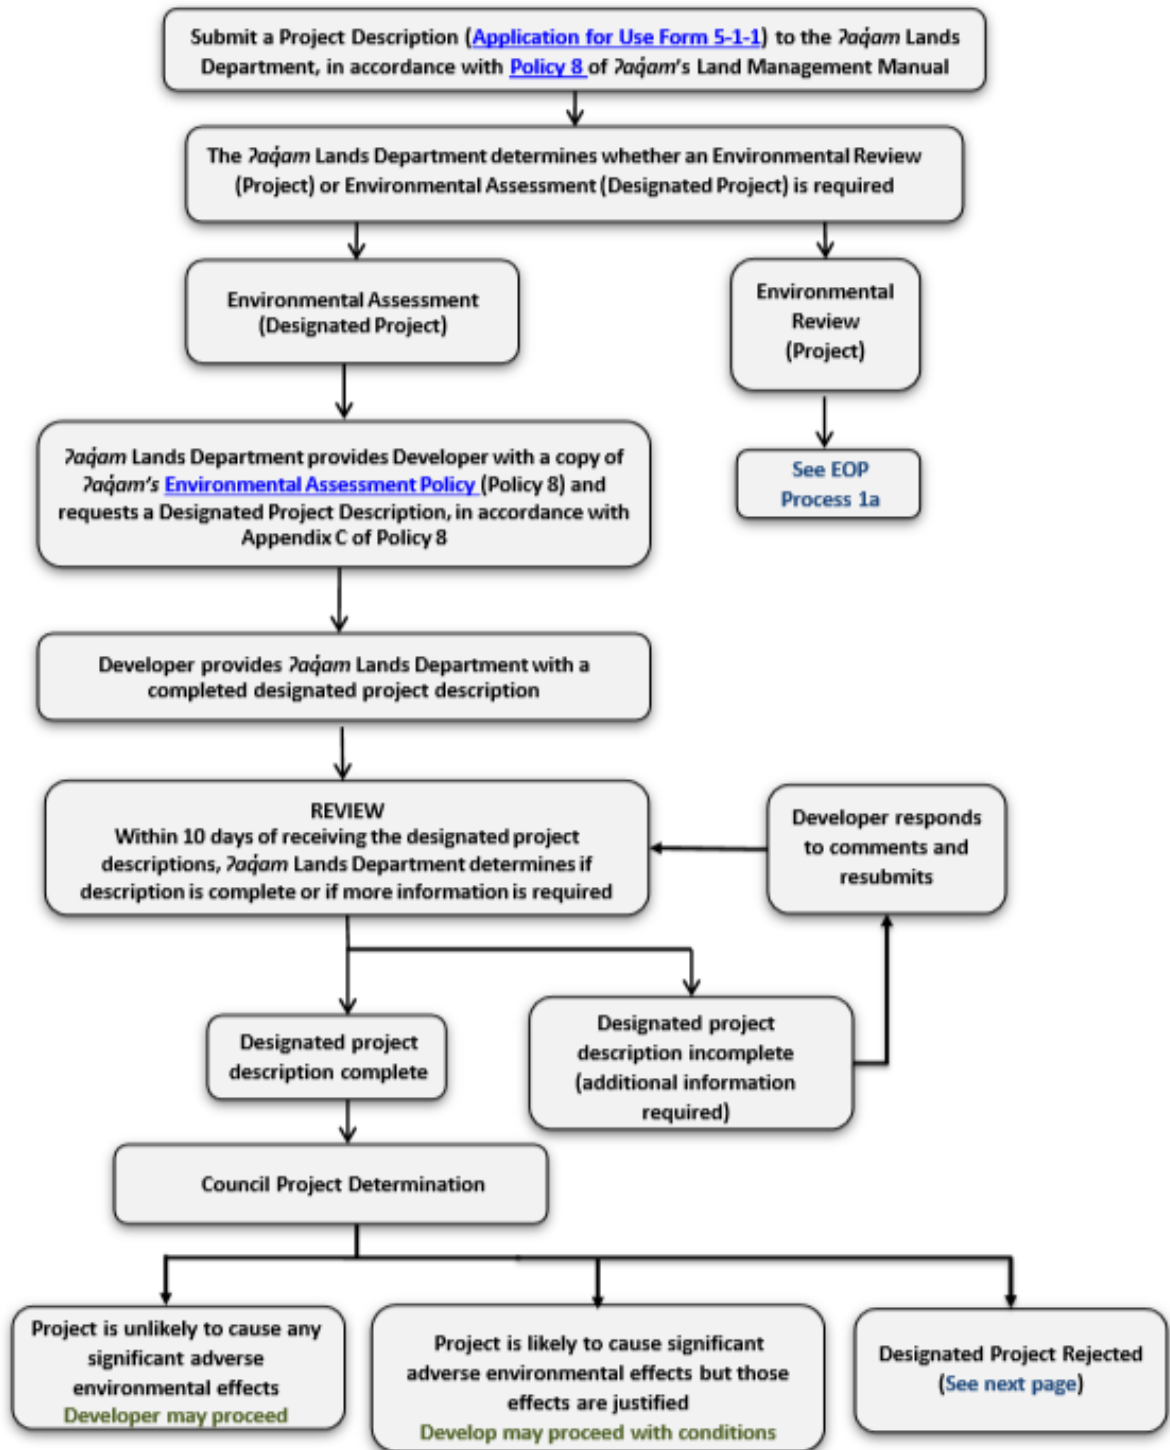 Submit a Project Description (Application for Use Form 5-1-1) to the ʔaq̓am Lands
Department, in accordance with Policy 8 of ʔaq̓am's Land Management Manual
The ʔaq̓am Lands Department determines whether an Environmental Review
(Project) or Environmental Assessment (Designated Project) is required
Environmental Assessment
(Designated Project)
Environmental
Review
(Project)
ʔaq̓am Lands Department provides Developer with a copy of
ʔaq̓am's Environmental Assessment Policy (Policy 8) and
requests a Designated Project Description, in accordance with
Appendix C of Policy 8
See EOP
Process 1a
Developer provides ʔaq̓am Lands Department with a
completed designated project description
REVIEW
Within 10 days of receiving the designated project
descriptions, ʔaq̓am Lands Department determines if
description is complete or if more information is required
Developer responds
to comments and
resubmits
Designated project
description complete
Designated project
description incomplete
(additional information
required)
Council Project Determination
Project is unlikely to cause any
significant adverse
environmental effects
Developer may proceed
Project is likely to cause significant
adverse environmental effects but those
effects are justified
Develop may proceed with conditions
Designated Project Rejected
(See next page)